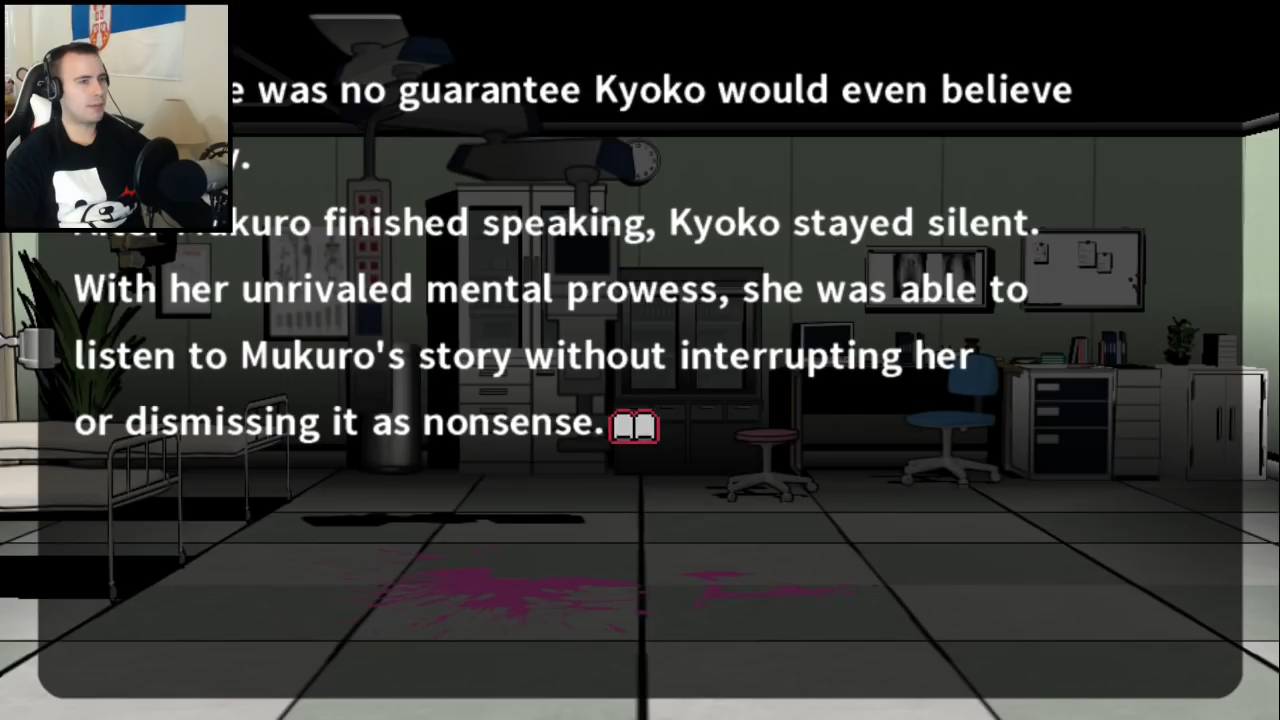 was no guarantee Kyoko would even believe
finished speaking, Kyoko stayed silent.
With her unrivaled mental prowess, she was able to
listen to Mukuro's story without interrupting her
or dismissing it as nonsense.